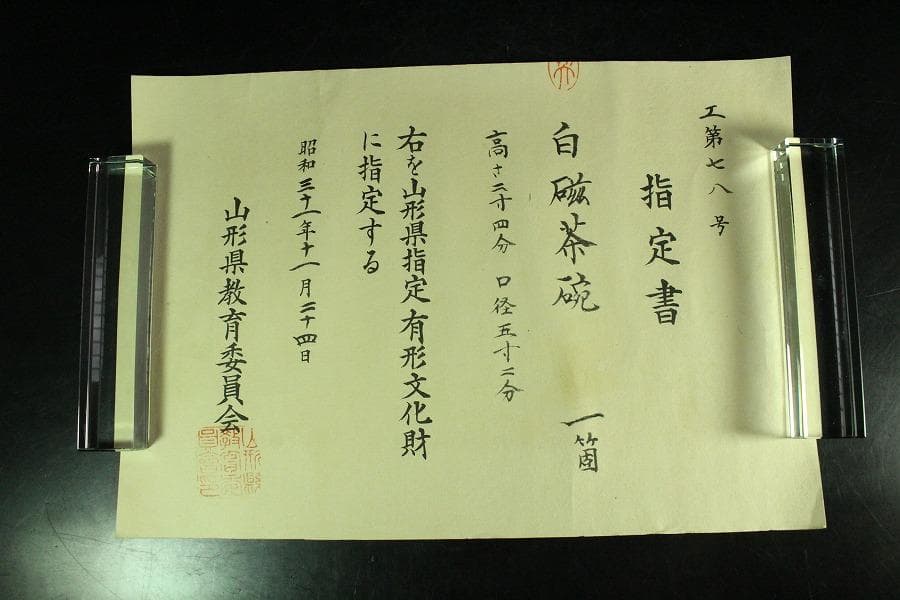 工第七八号
指定書
白磁茶碗 一箇
高さ二寸四分 口径五寸二分
右を山形県指定有形文化財
に指定する
昭和三十一年十一月二十四日
山形県教育委員会